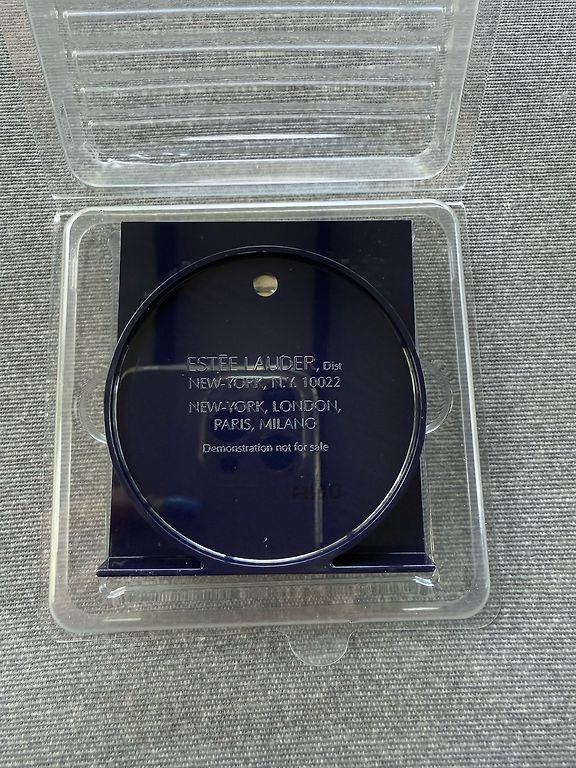 ESTĒE LAUDER, Dist
NEW-YORK, N.Y. 10022
NEW-YORK, LONDON,
PARIS, MILANO
Demonstration not for sale